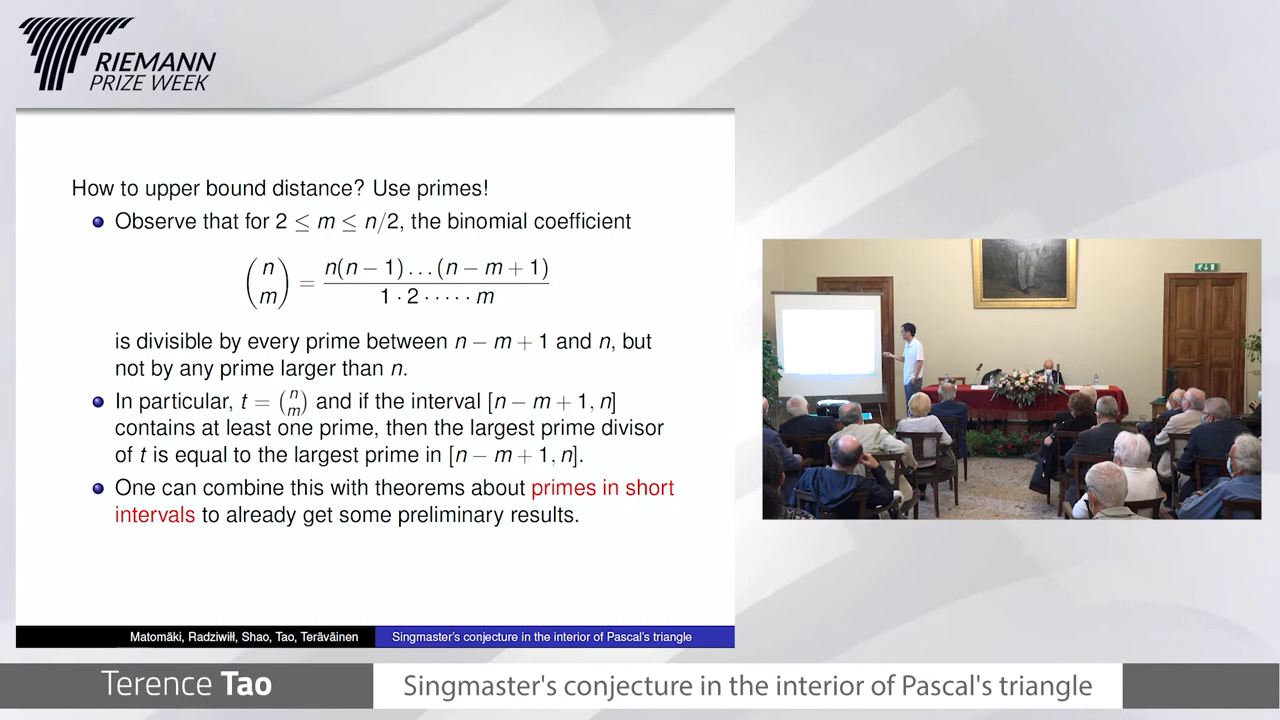 RIEMANN
PRIZE WEEK
How to upper bound distance? Use primes!
Observe that for 2 ≤ m ≤ n/2, the binomial coefficient
(n m) = n(n − 1)...(n − m + 1) / 1 · 2 · · · · · m
is divisible by every prime between n − m + 1 and n, but
not by any prime larger than n.
In particular, t = (n m) and if the interval [n − m + 1, n]
contains at least one prime, then the largest prime divisor
of t is equal to the largest prime in [n − m + 1, n].
One can combine this with theorems about primes in short
intervals to already get some preliminary results.
Matomäki, Radziwiłł, Shao, Tao, Teräväinen Singmaster's conjecture in the interior of Pascal's triangle
Terence Tao Singmaster's conjecture in the interior of Pascal's triangle